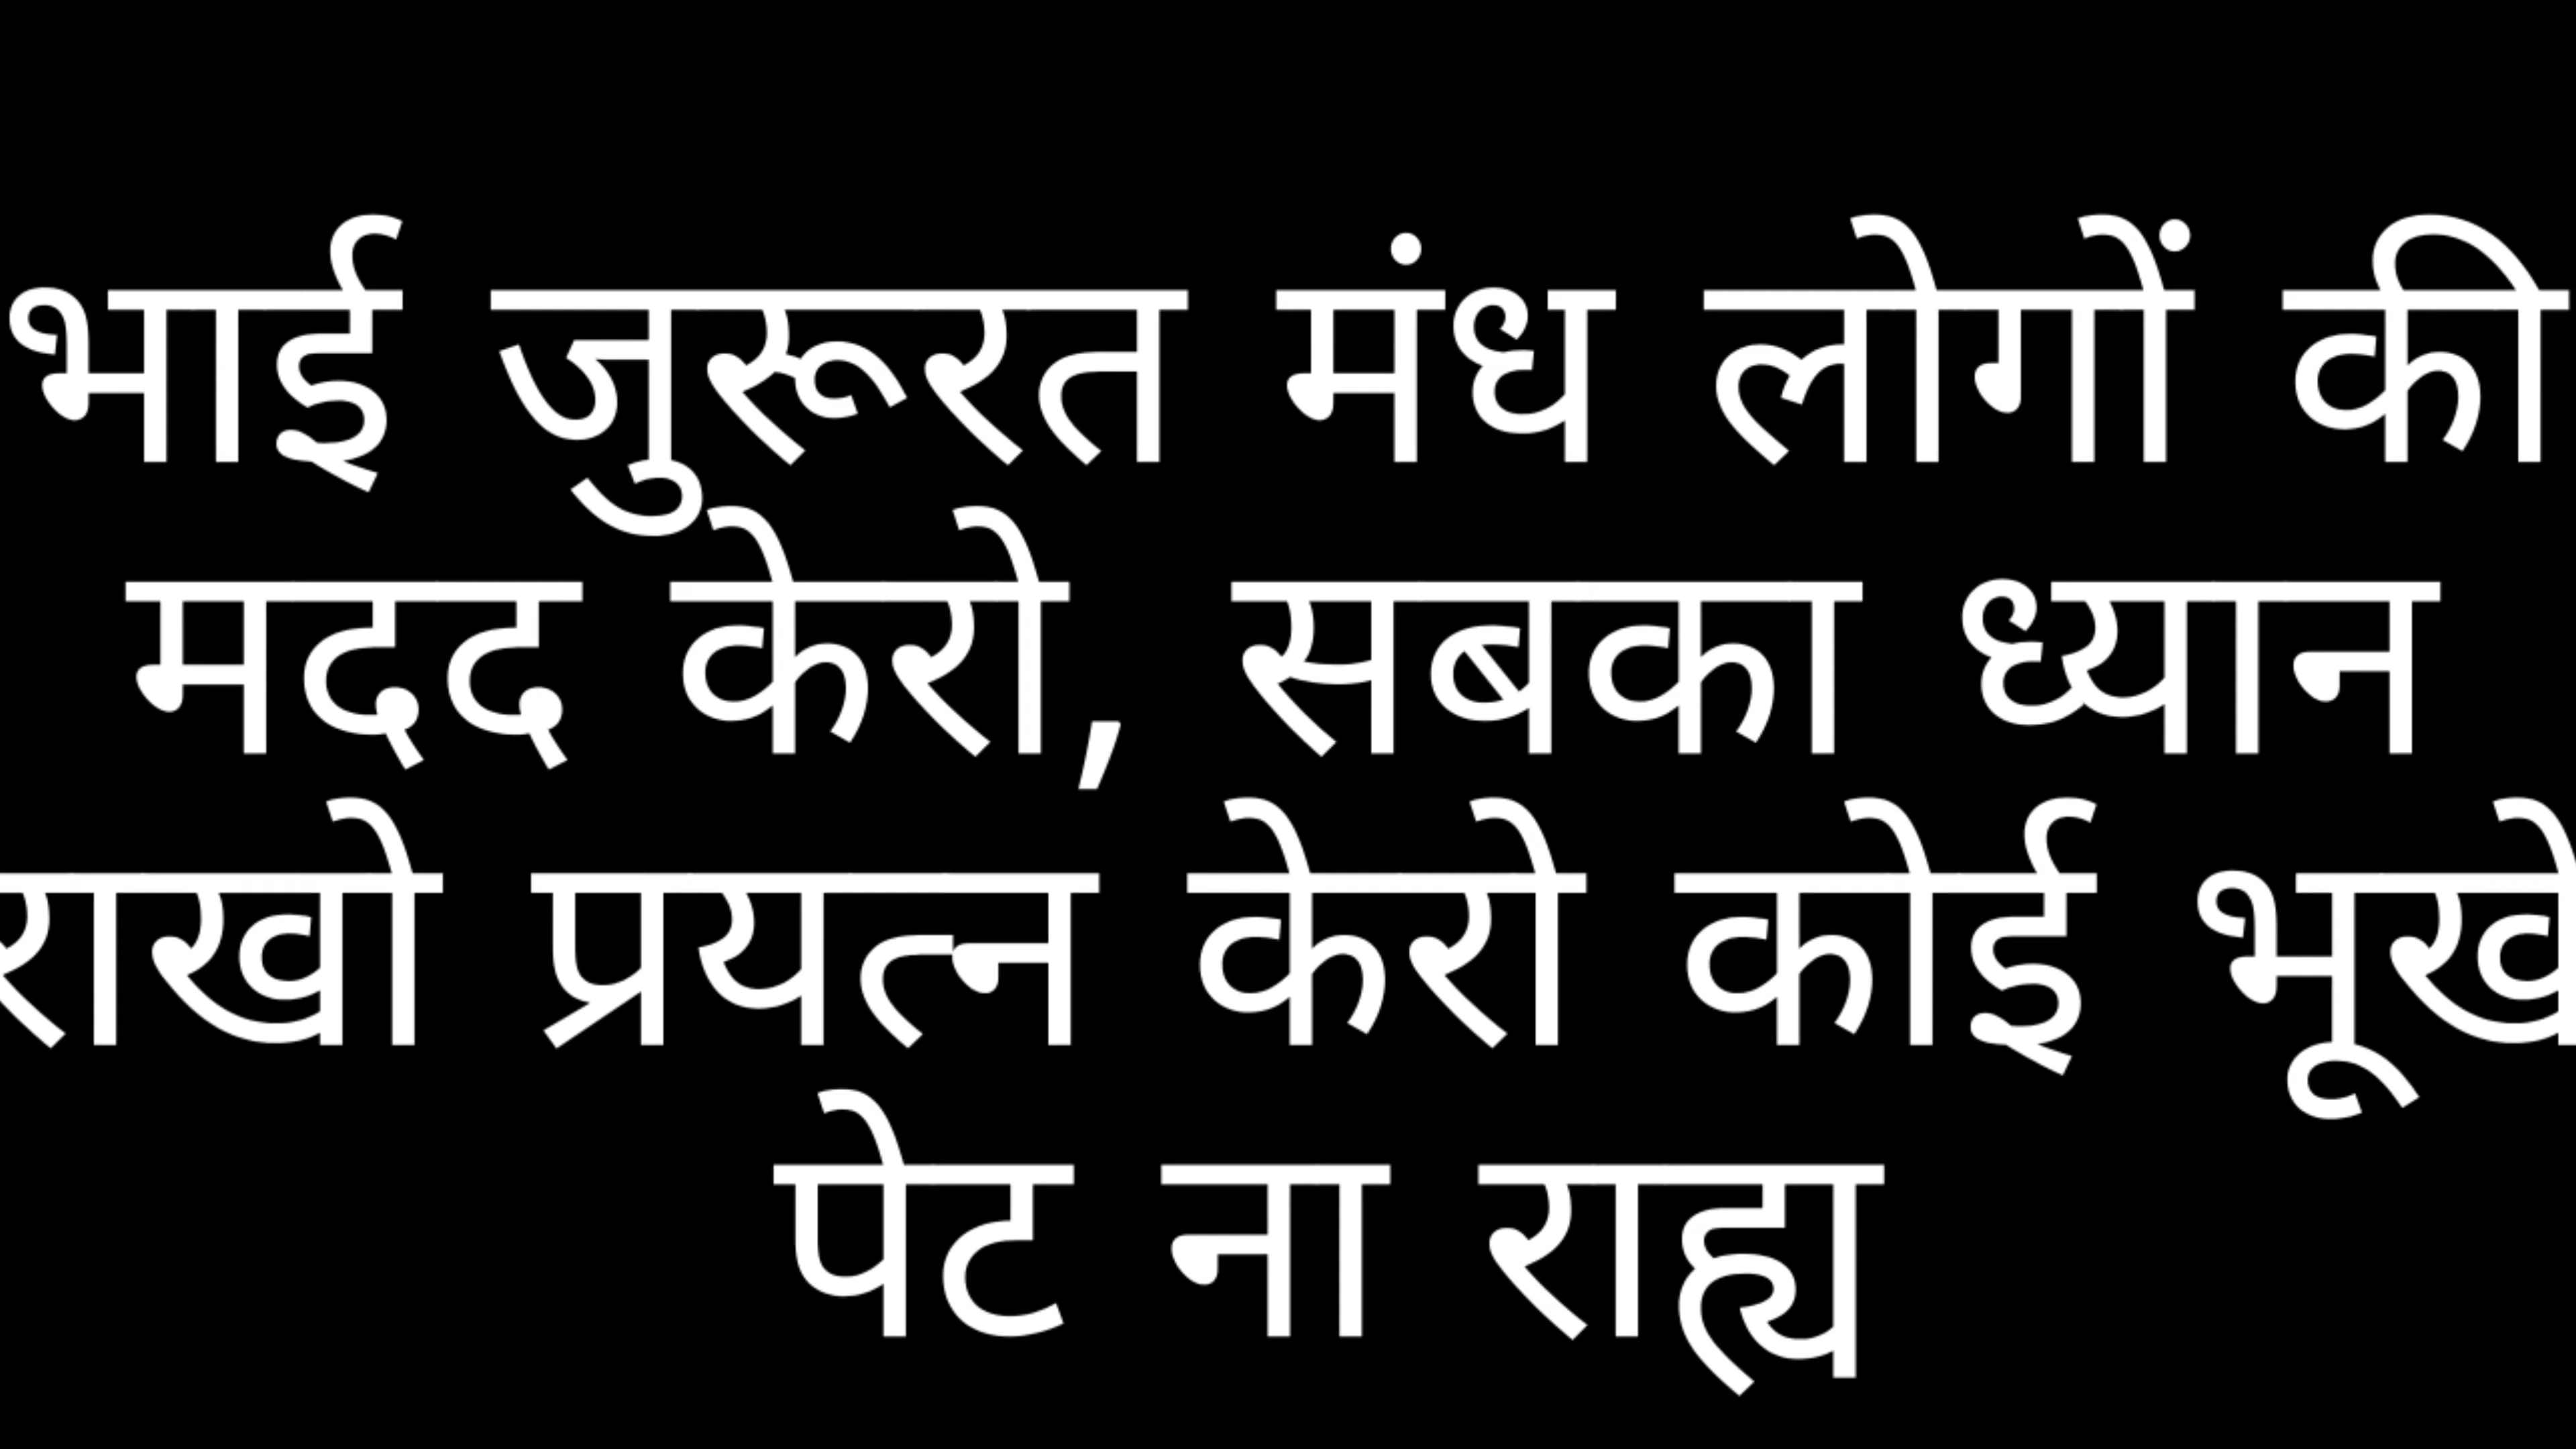 भाई जुरूरत मंध लोगों की
मदद केरो, सबका ध्यान
राखो प्रयत्न केरो कोई भूखे
पेट ना राह्य